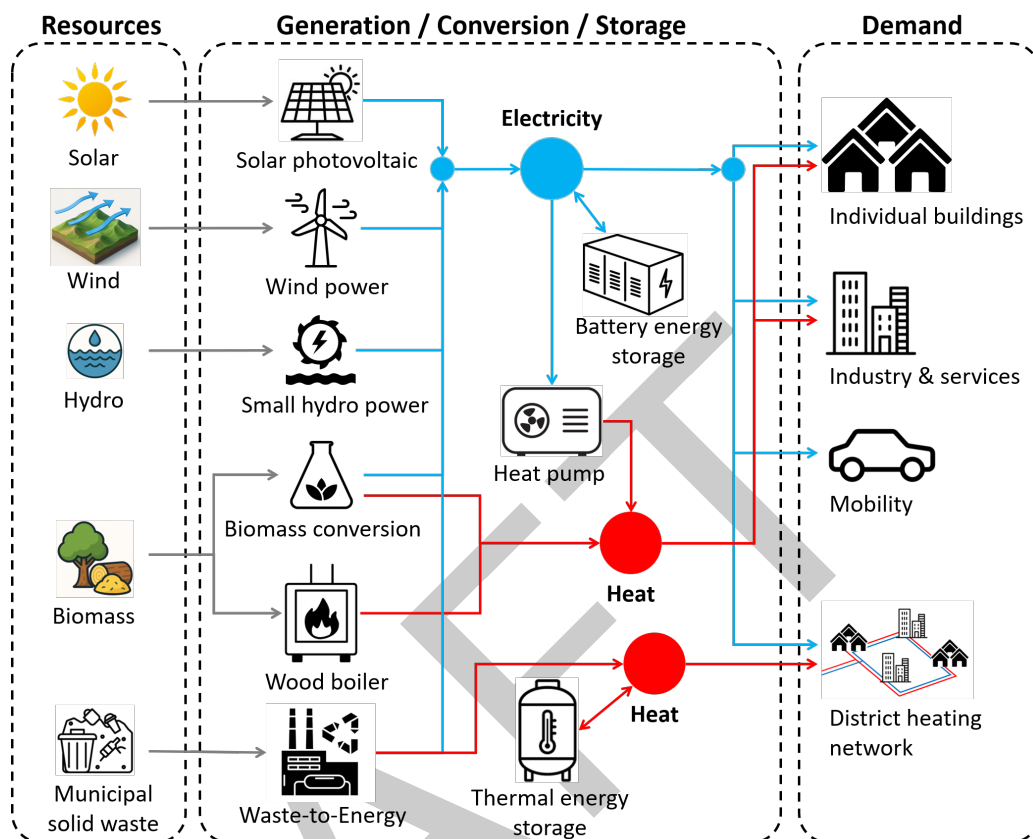 Resources
Generation / Conversion / Storage
Demand
Solar
Solar photovoltaic
Electricity
Individual buildings
Wind
Wind power
Battery energy
storage
Industry & services
Hydro
Small hydro power
Heat pump
Mobility
Biomass conversion
Biomass
Heat
Wood boiler
Heat
District heating
network
Municipal
solid waste
Waste-to-Energy
Thermal energy
storage